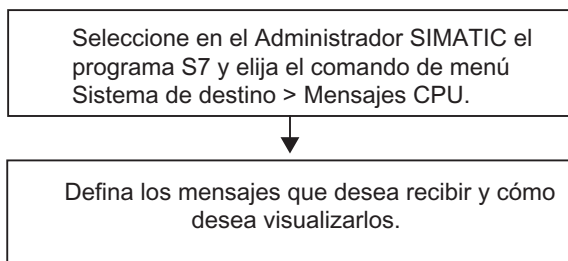 Seleccione en el Administrador SIMATIC el
programa S7 y elija el comando de menú
Sistema de destino > Mensajes CPU.
Defina los mensajes que desea recibir y cómo
desea visualizarlos.